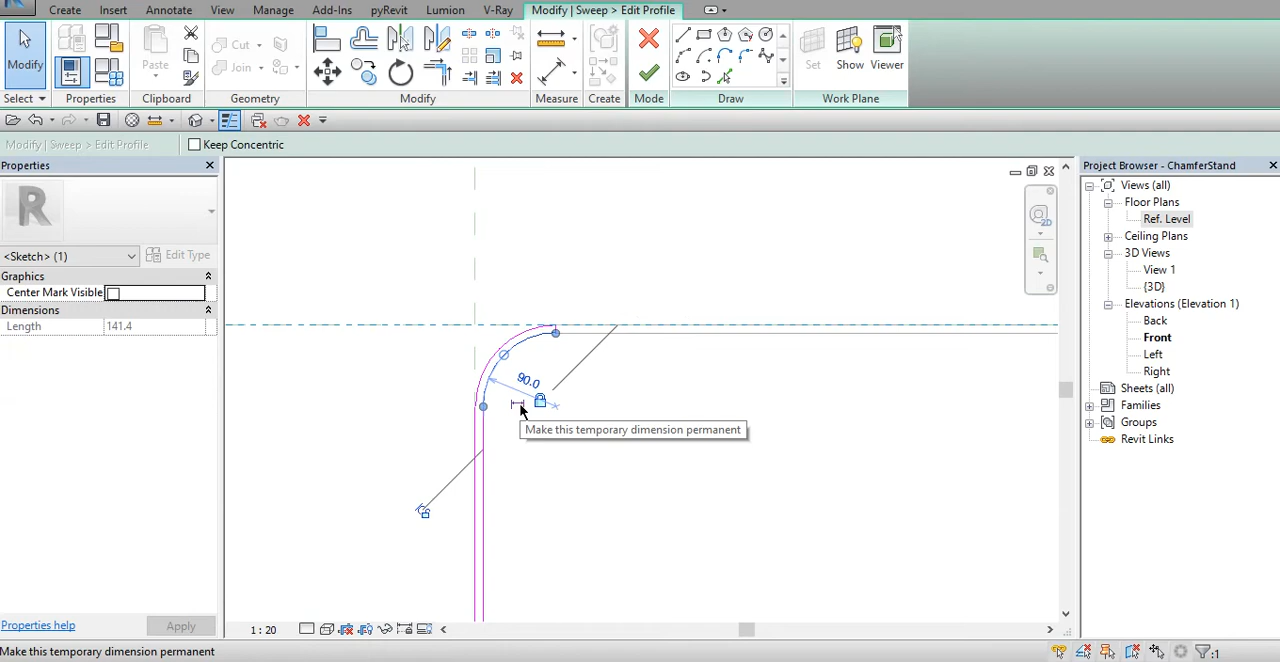 Create Insert Annotate View Manage Add-Ins pyRevit Lumion V-Ray Modify | Sweep > Edit Profile
Modify Paste Cut Join Set Show Viewer
Select Properties Clipboard Geometry Modify Measure Create Mode Draw Work Plane
Modify | Sweep > Edit Profile Keep Concentric
Properties
R
<Sketch> (1) Edit Type
Graphics
Center Mark Visible
Dimensions
Length 141.4
Properties help Apply
90.0
Make this temporary dimension permanent
2D
1 : 20
Project Browser - ChamferStand
Views (all)
Floor Plans
Ref. Level
Ceiling Plans
3D Views
View 1
{3D}
Elevations (Elevation 1)
Back
Front
Left
Right
Sheets (all)
Families
Groups
Revit Links
Make this temporary dimension permanent :1